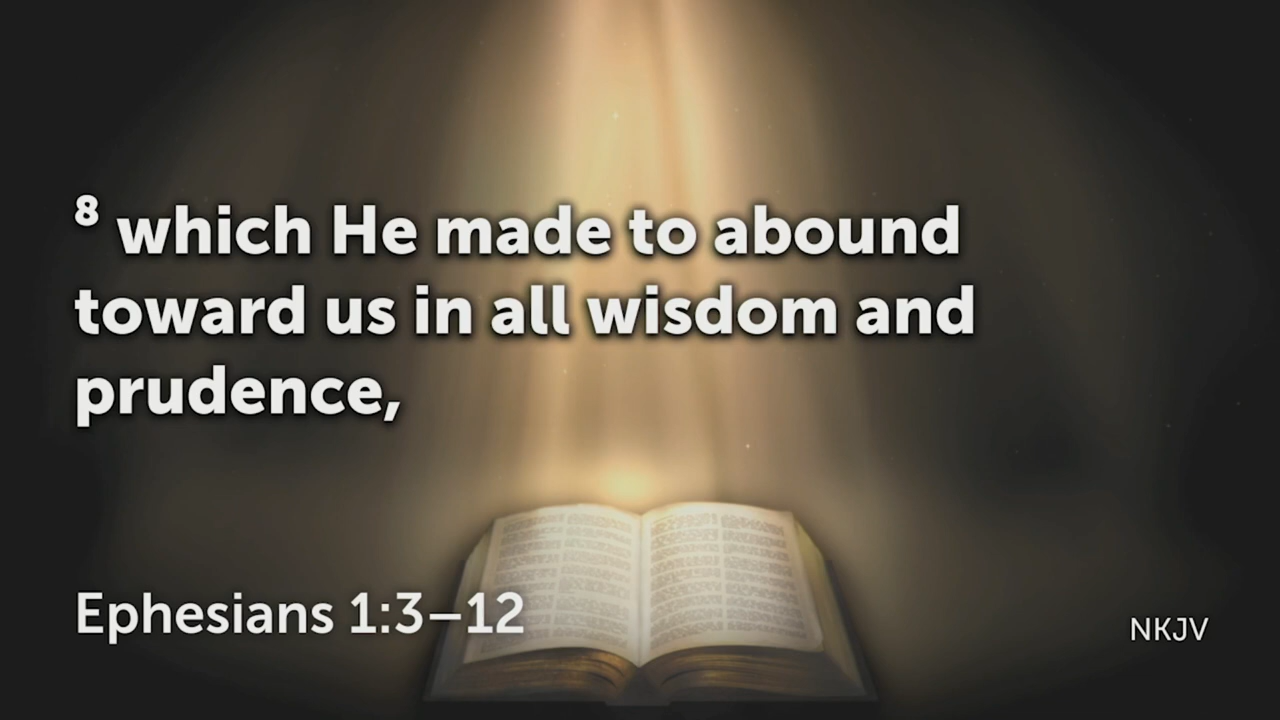 8 which He made to abound
toward us in all wisdom and
prudence,
Ephesians 1:3–12
NKJV